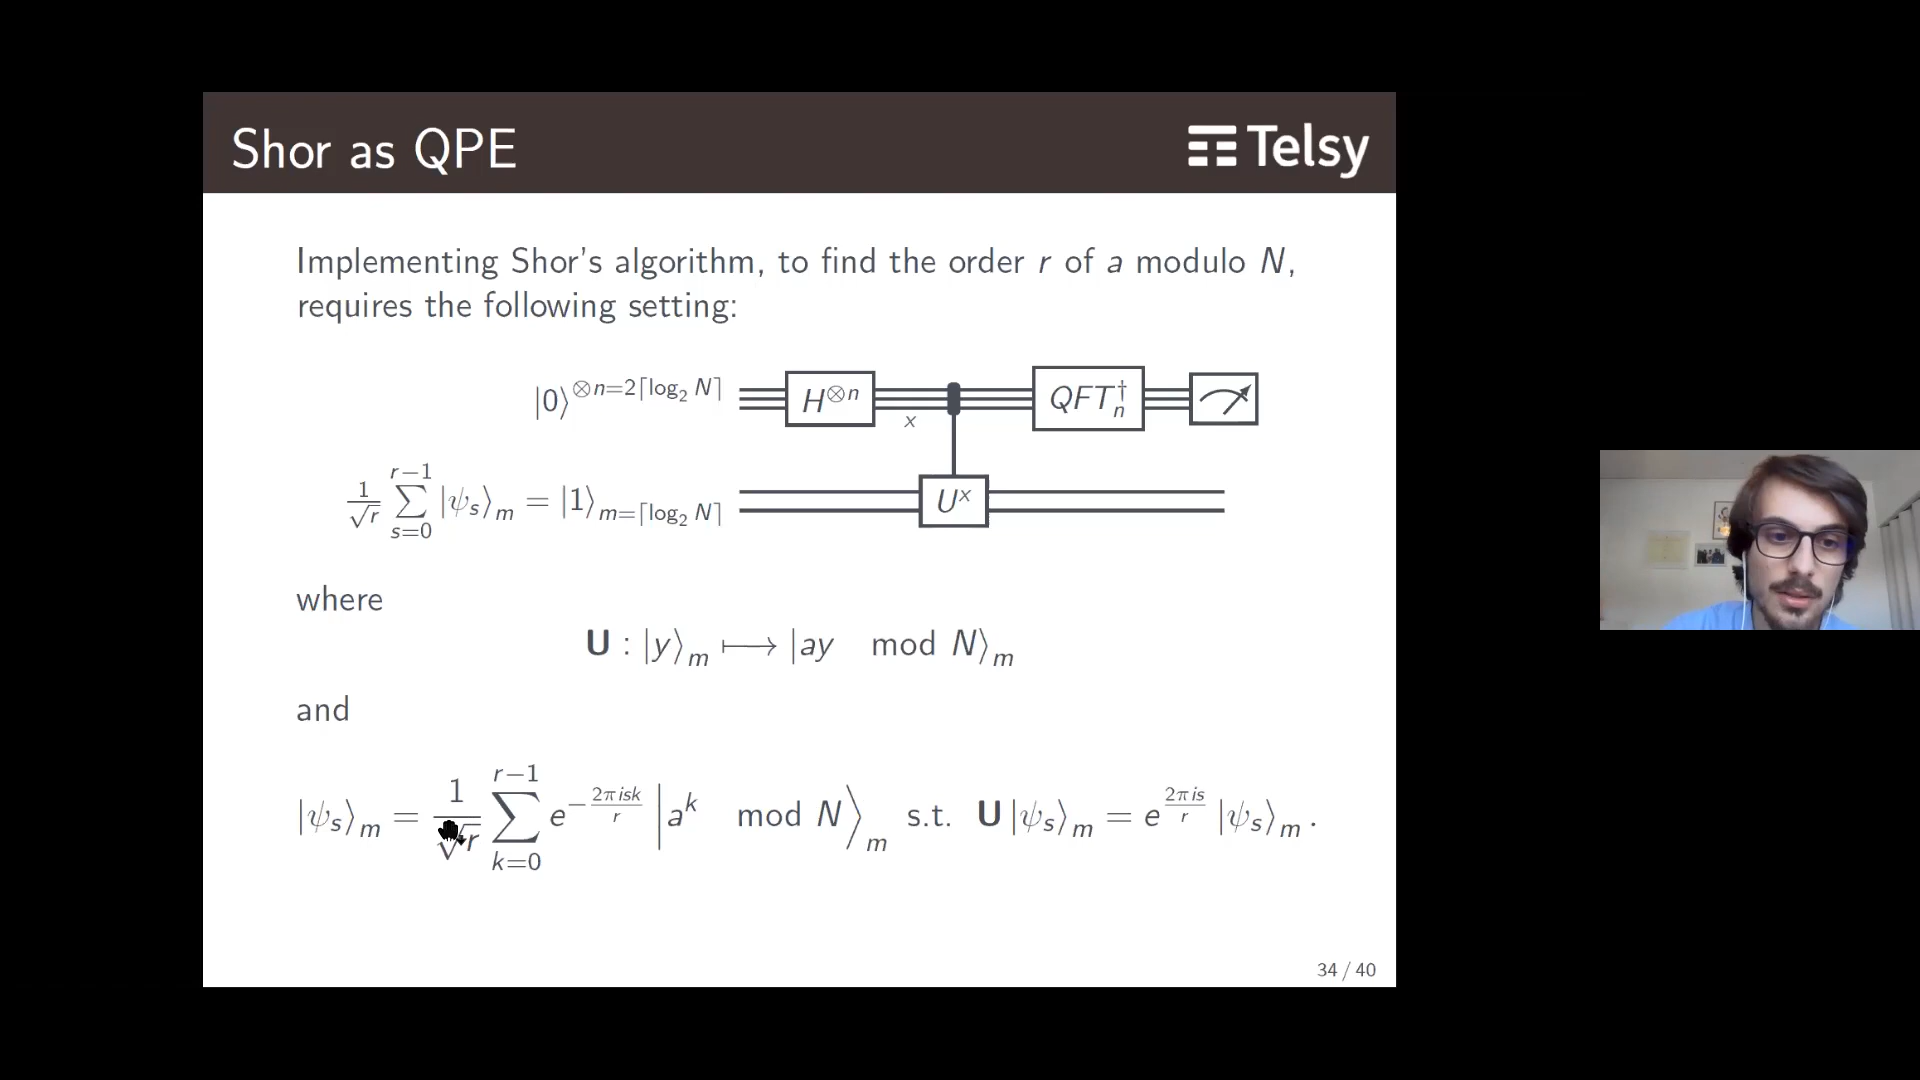 Shor as QPE
Telsy
Implementing Shor's algorithm, to find the order r of a modulo N,
requires the following setting:
|0⟩^{⊗n=2⌈log₂ N⌉} H^{⊗n} x QFT_n^† 
\frac{1}{\sqrt{r}} \sum_{s=0}^{r−1} |ψ_s⟩_m = |1⟩_{m=⌈log₂ N⌉} U^x
where
U : |y⟩_m ⟼ |ay mod N⟩_m
and
|ψ_s⟩_m = \frac{1}{\sqrt{r}} \sum_{k=0}^{r−1} e^{−\frac{2πisk}{r}} |a^k mod N⟩_m s.t. U |ψ_s⟩_m = e^{\frac{2πis}{r}} |ψ_s⟩_m .
34 / 40